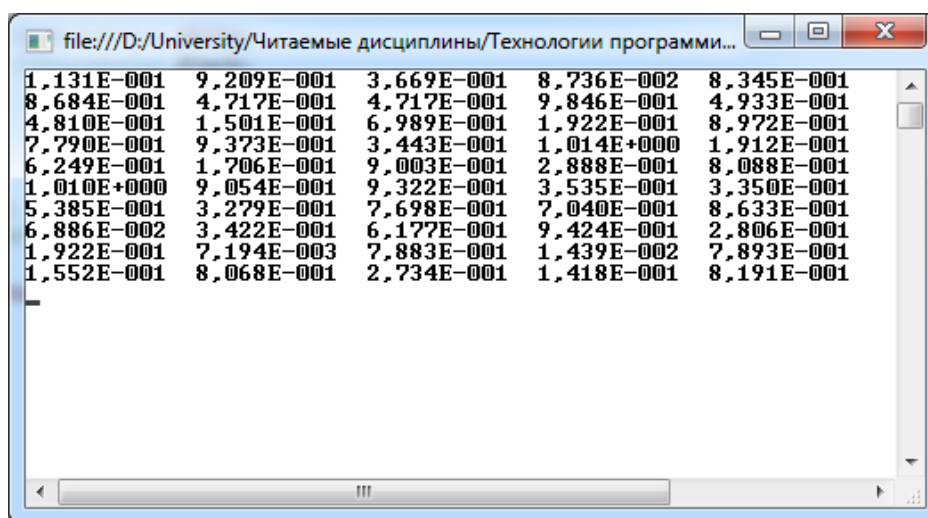 file:///D:/University/Читаемые дисциплины/Технологии программи...
1,131E-001 9,209E-001 3,669E-001 8,736E-002 8,345E-001
8,684E-001 4,717E-001 4,717E-001 9,846E-001 4,933E-001
4,810E-001 1,501E-001 6,989E-001 1,922E-001 8,972E-001
7,790E-001 9,373E-001 3,443E-001 1,014E+000 1,912E-001
6,249E-001 1,706E-001 9,003E-001 2,888E-001 8,088E-001
1,010E+000 9,054E-001 9,322E-001 3,535E-001 3,350E-001
5,385E-001 3,279E-001 7,698E-001 7,040E-001 8,633E-001
6,886E-002 3,422E-001 6,177E-001 9,424E-001 2,806E-001
1,922E-001 7,194E-003 7,883E-001 1,439E-002 7,893E-001
1,552E-001 8,068E-001 2,734E-001 1,418E-001 8,191E-001